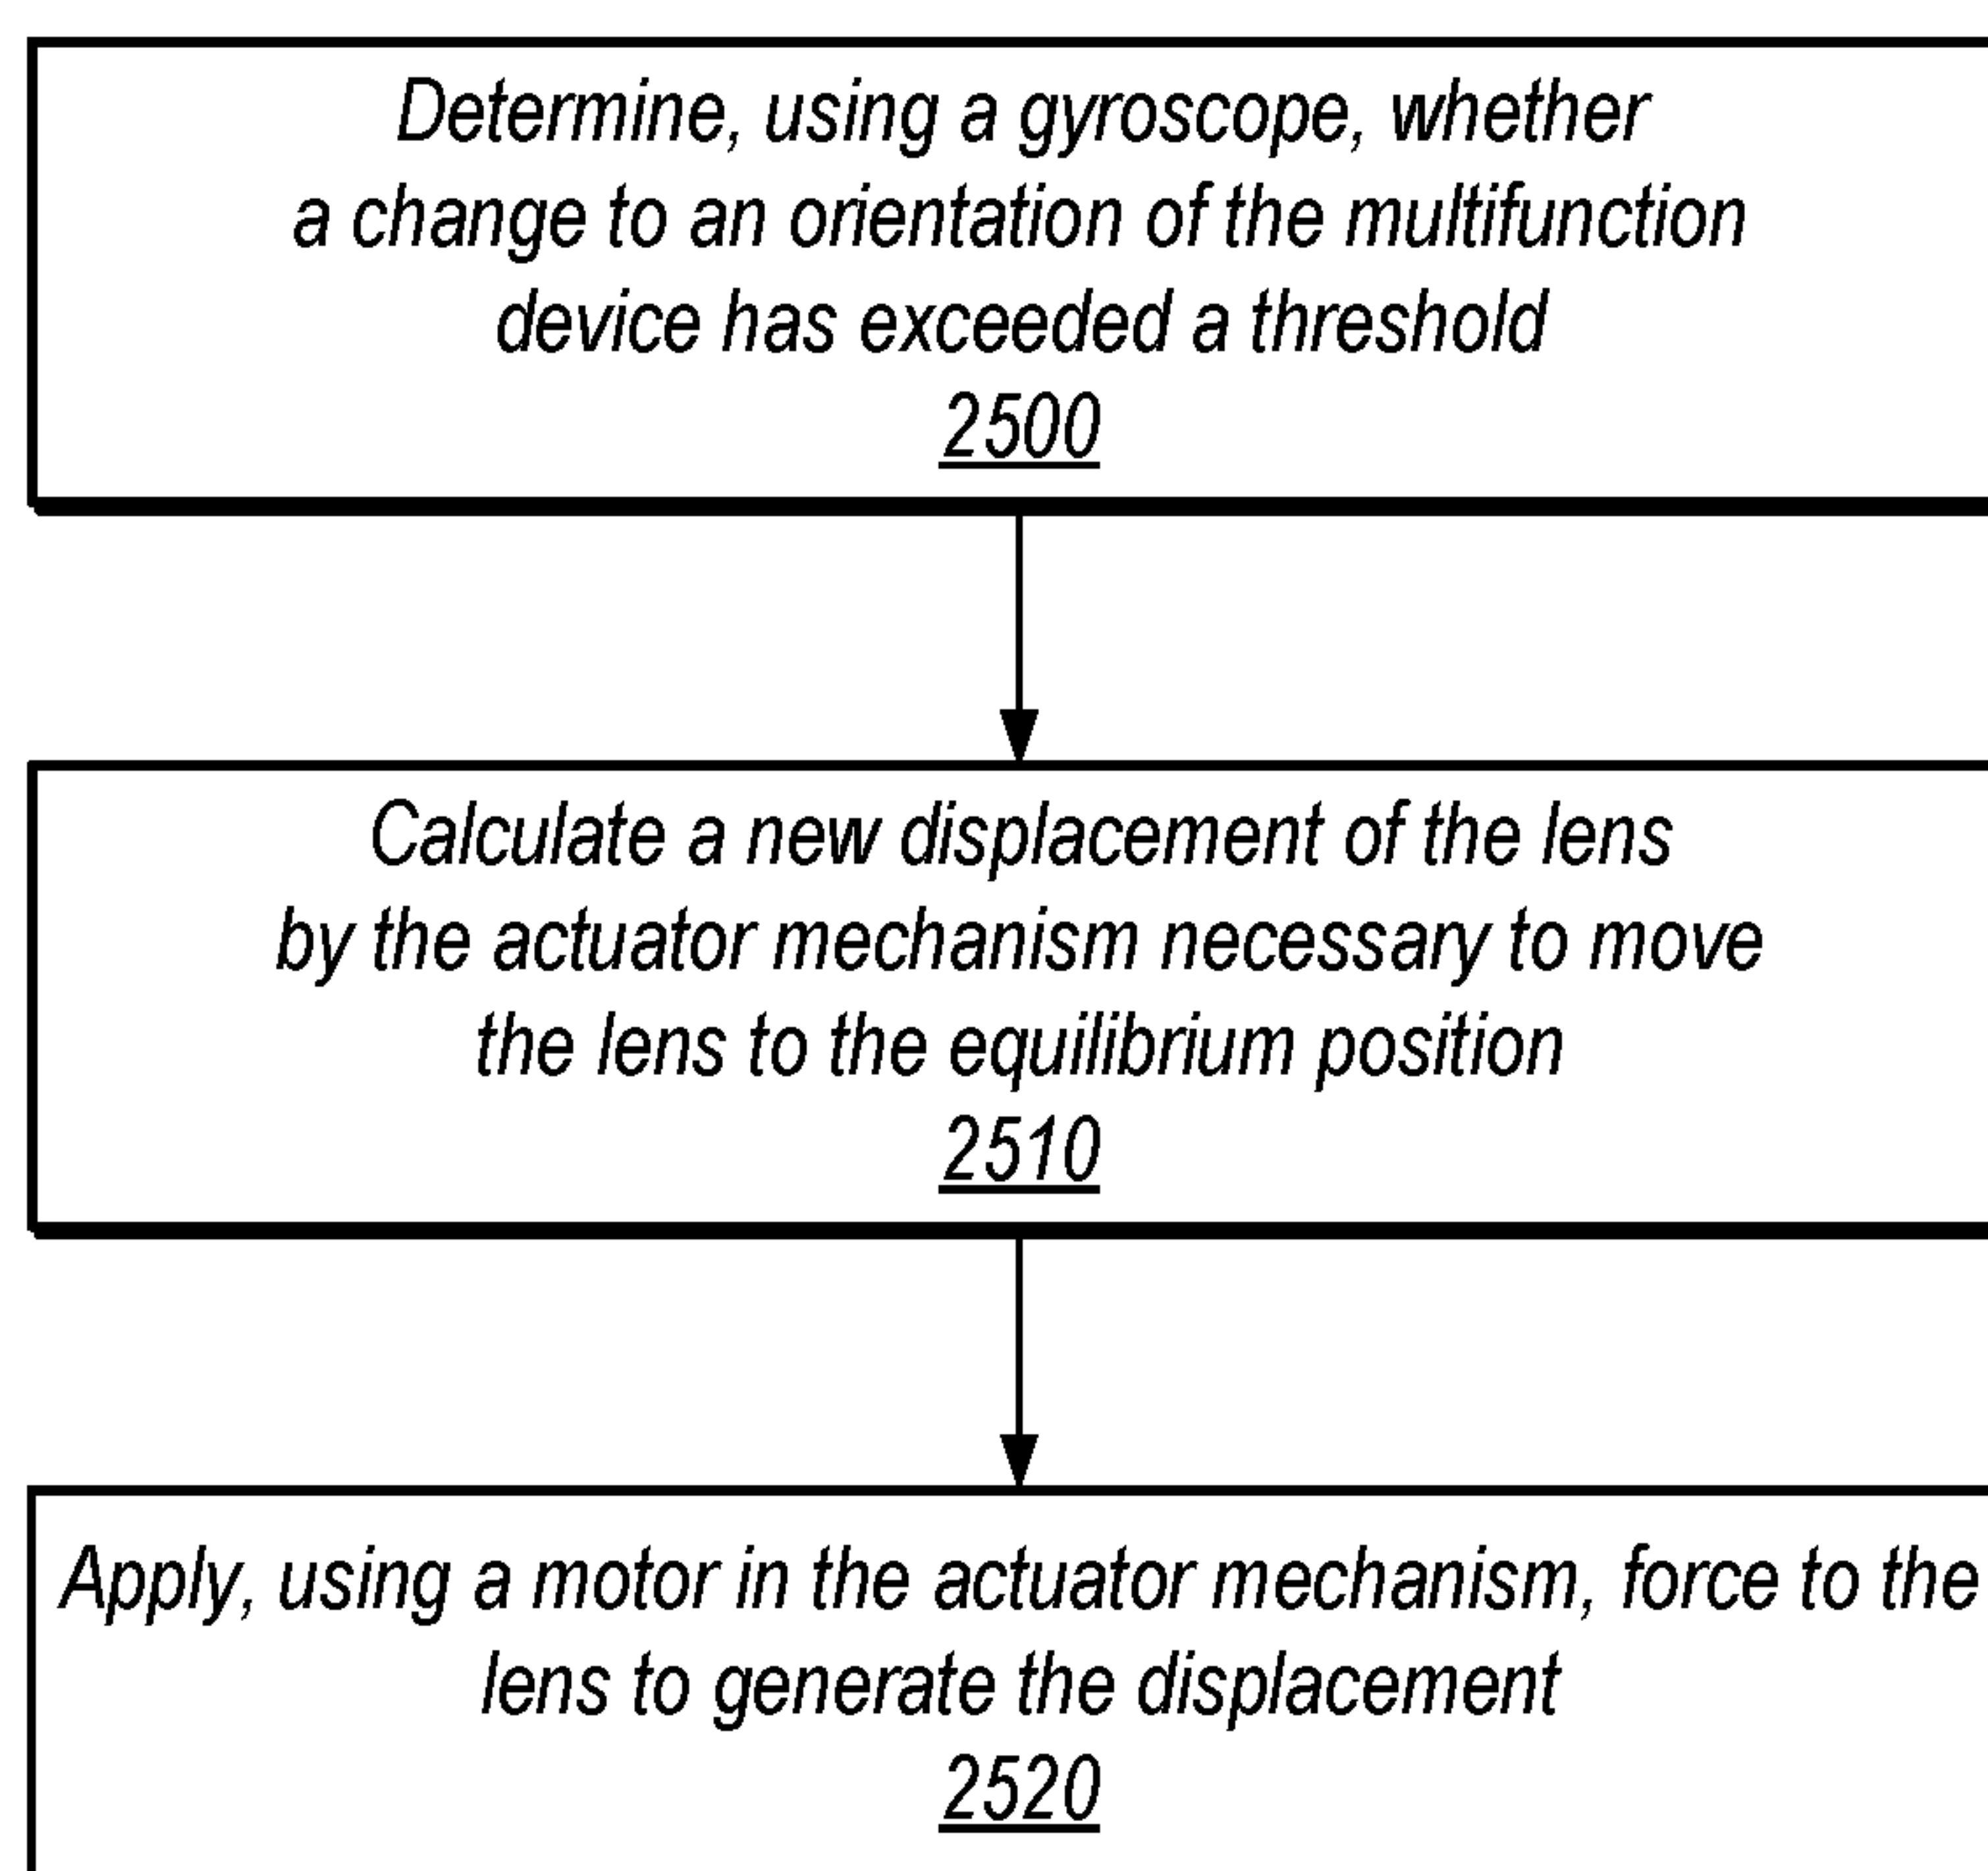 Determine, using a gyroscope, whether
a change to an orientation of the multifunction
device has exceeded a threshold
2500
Calculate a new displacement of the lens
by the actuator mechanism necessary to move
the lens to the equilibrium position
2510
Apply, using a motor in the actuator mechanism, force to the
lens to generate the displacement
2520